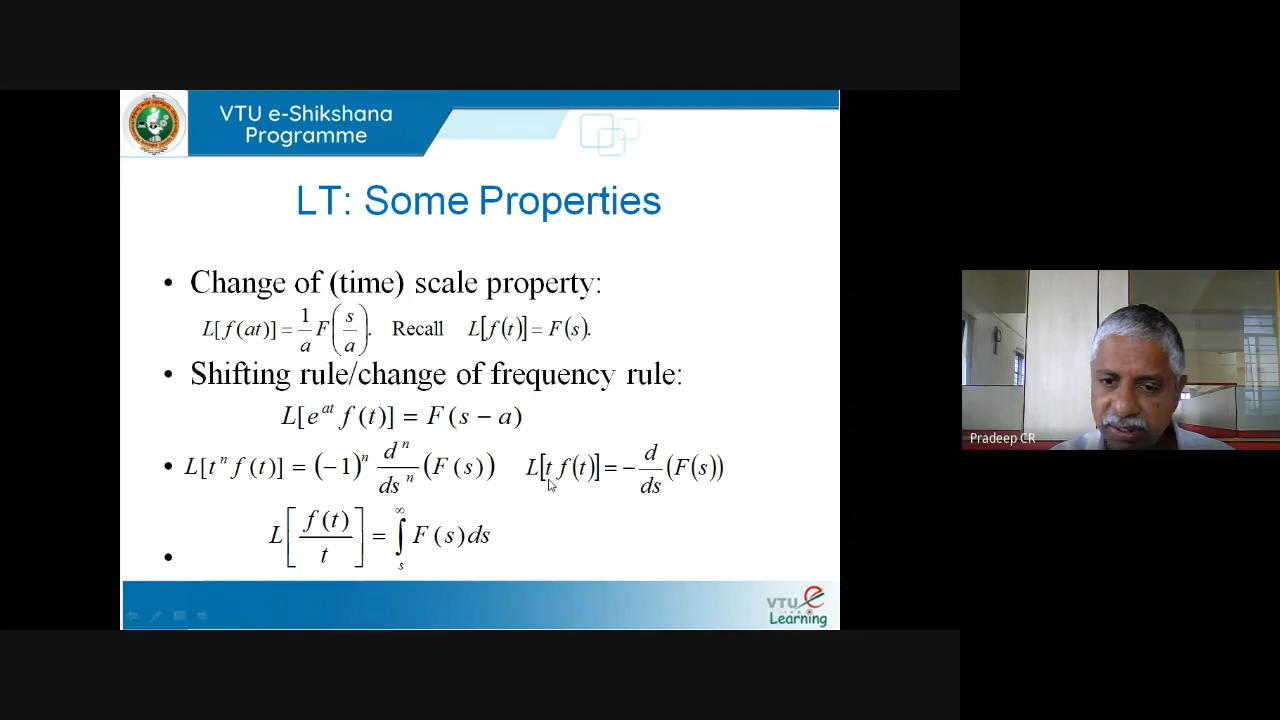 VTU e-Shikshana
Programme
LT: Some Properties
• Change of (time) scale property:
L[f(at)] = 1/a F(s/a). Recall L[f(t)] = F(s).
• Shifting rule/change of frequency rule:
L[e^{at} f(t)] = F(s − a)
• L[t^n f(t)] = (−1)^n d^n/ds^n (F(s)) L[t f(t)] = − d/ds (F(s))
• L[f(t)/t] = ∫_s^∞ F(s)ds
VTU e
Learning
Pradeep CR